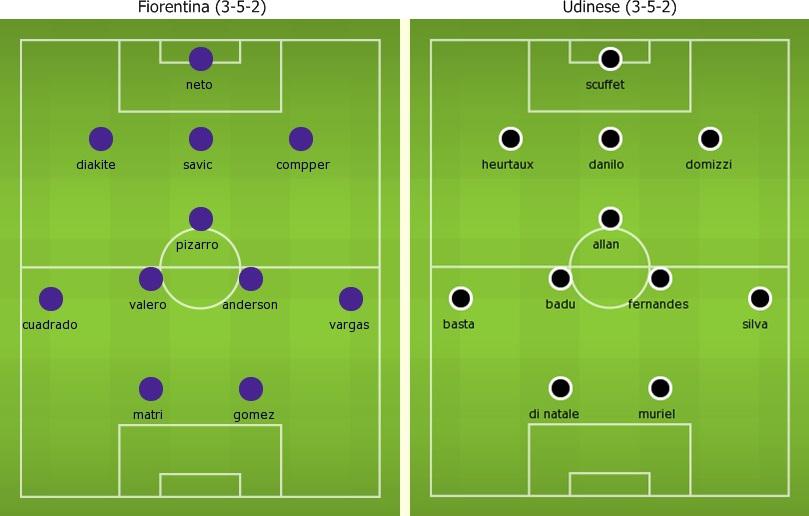 Fiorentina (3-5-2)
neto
diakite savic compper
pizarro
valero anderson
cuadrado vargas
matri gomez
Udinese (3-5-2)
scuffet
heurtaux danilo domizzi
allan
badu fernandes
basta silva
di natale muriel